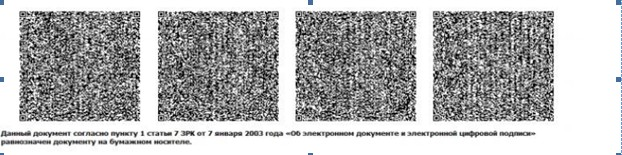 Данный документ согласно пункту 1 статьи 7 ЗРК от 7 января 2003 года «Об электронном документе и электронной цифровой подписи»
равнозначен документу на бумажном носителе.